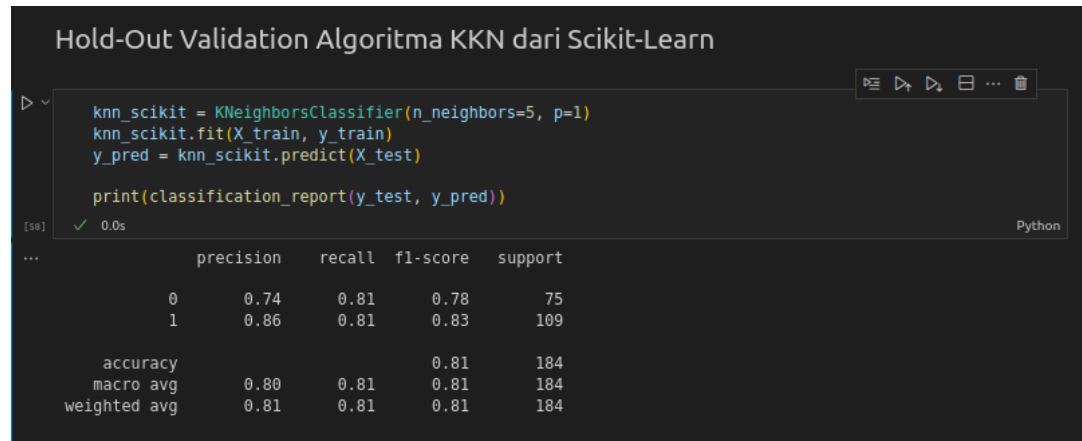 Hold-Out Validation Algoritma KKN dari Scikit-Learn
knn_scikit = KNeighborsClassifier(n_neighbors=5, p=1)
knn_scikit.fit(X_train, y_train)
y_pred = knn_scikit.predict(X_test)
print(classification_report(y_test, y_pred))
[58] 0.0s Python
... precision recall f1-score support
0 0.74 0.81 0.78 75
1 0.86 0.81 0.83 109
accuracy 0.81 184
macro avg 0.80 0.81 0.81 184
weighted avg 0.81 0.81 0.81 184